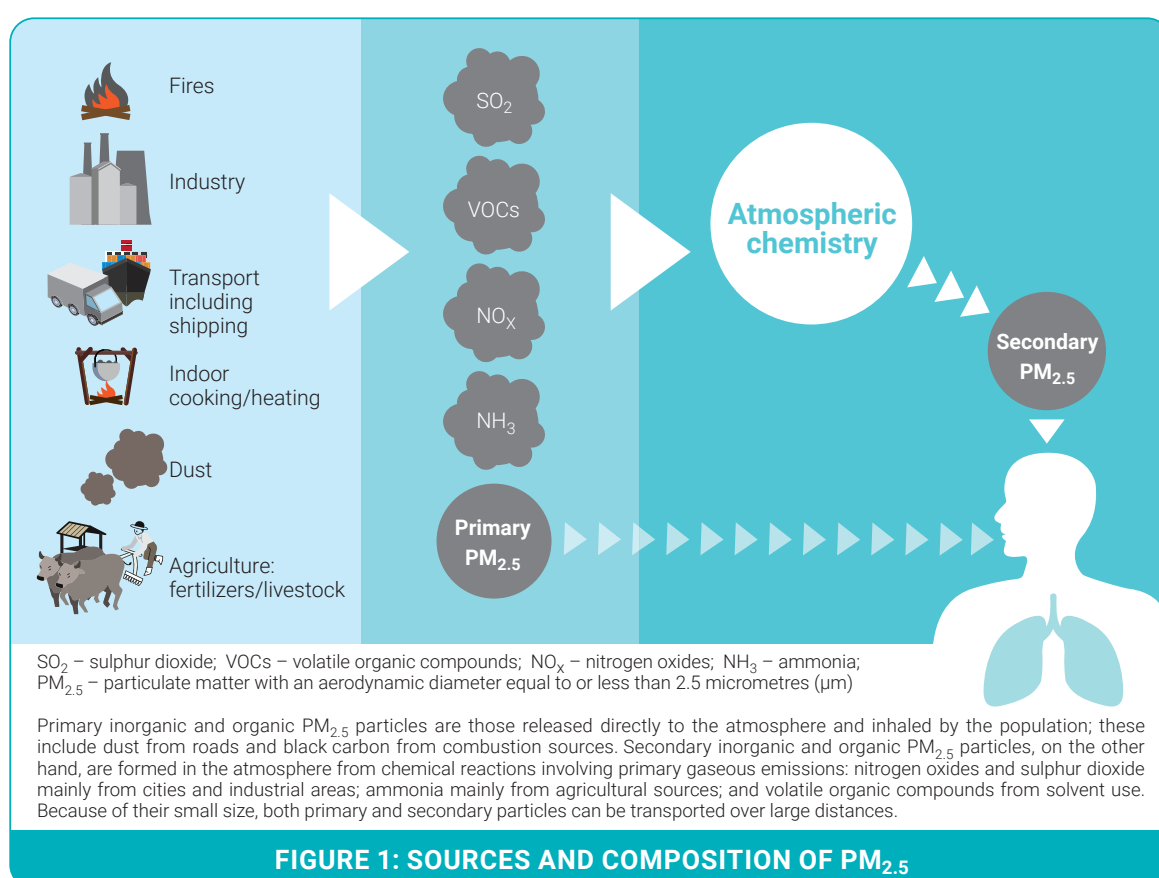 Fires
Industry
Transport
including
shipping
Indoor
cooking/heating
Dust
Agriculture:
fertilizers/livestock
SO₂
VOCs
NOₓ
NH₃
Primary
PM₂.₅
Atmospheric
chemistry
Secondary
PM₂.₅
SO₂ – sulphur dioxide; VOCs – volatile organic compounds; NOₓ – nitrogen oxides; NH₃ – ammonia;
PM₂.₅ – particulate matter with an aerodynamic diameter equal to or less than 2.5 micrometres (µm)
Primary inorganic and organic PM₂.₅ particles are those released directly to the atmosphere and inhaled by the population; these
include dust from roads and black carbon from combustion sources. Secondary inorganic and organic PM₂.₅ particles, on the other
hand, are formed in the atmosphere from chemical reactions involving primary gaseous emissions: nitrogen oxides and sulphur dioxide
mainly from cities and industrial areas; ammonia mainly from agricultural sources; and volatile organic compounds from solvent use.
Because of their small size, both primary and secondary particles can be transported over large distances.
FIGURE 1: SOURCES AND COMPOSITION OF PM₂.₅